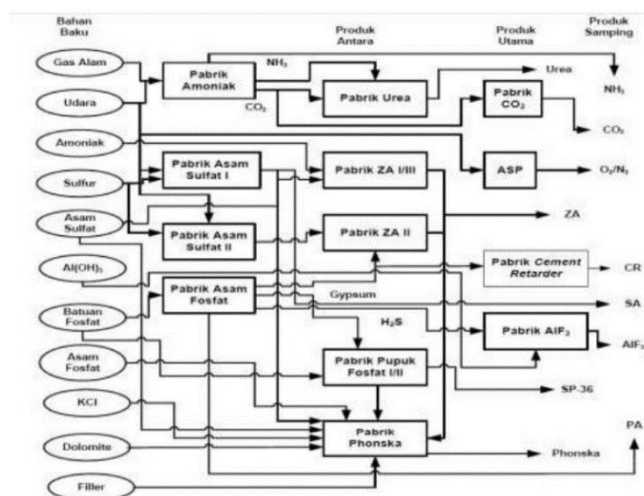 Bahan Baku
Produk Antara
Produk Utama
Produk Samping
Gas Alam
Udara
Amoniak
Sulfur
Asam Sulfat
Al(OH)3
Batuan Fosfat
Asam Fosfat
KCl
Dolomite
Filler
Pabrik Amoniak
NH3
CO2
Pabrik Urea
Pabrik CO2
Urea
NH3
CO2
Pabrik Asam Sulfat I
Pabrik ZA I/III
ASP
O2/N2
ZA
Pabrik Asam Sulfat II
Pabrik ZA II
Pabrik Cement Retarder
CR
Pabrik Asam Fosfat
Gypsum
SA
H2S
Pabrik AlF3
AlF3
Pabrik Pupuk Fosfat I/II
SP-36
PA
Pabrik Phonska
Phonska